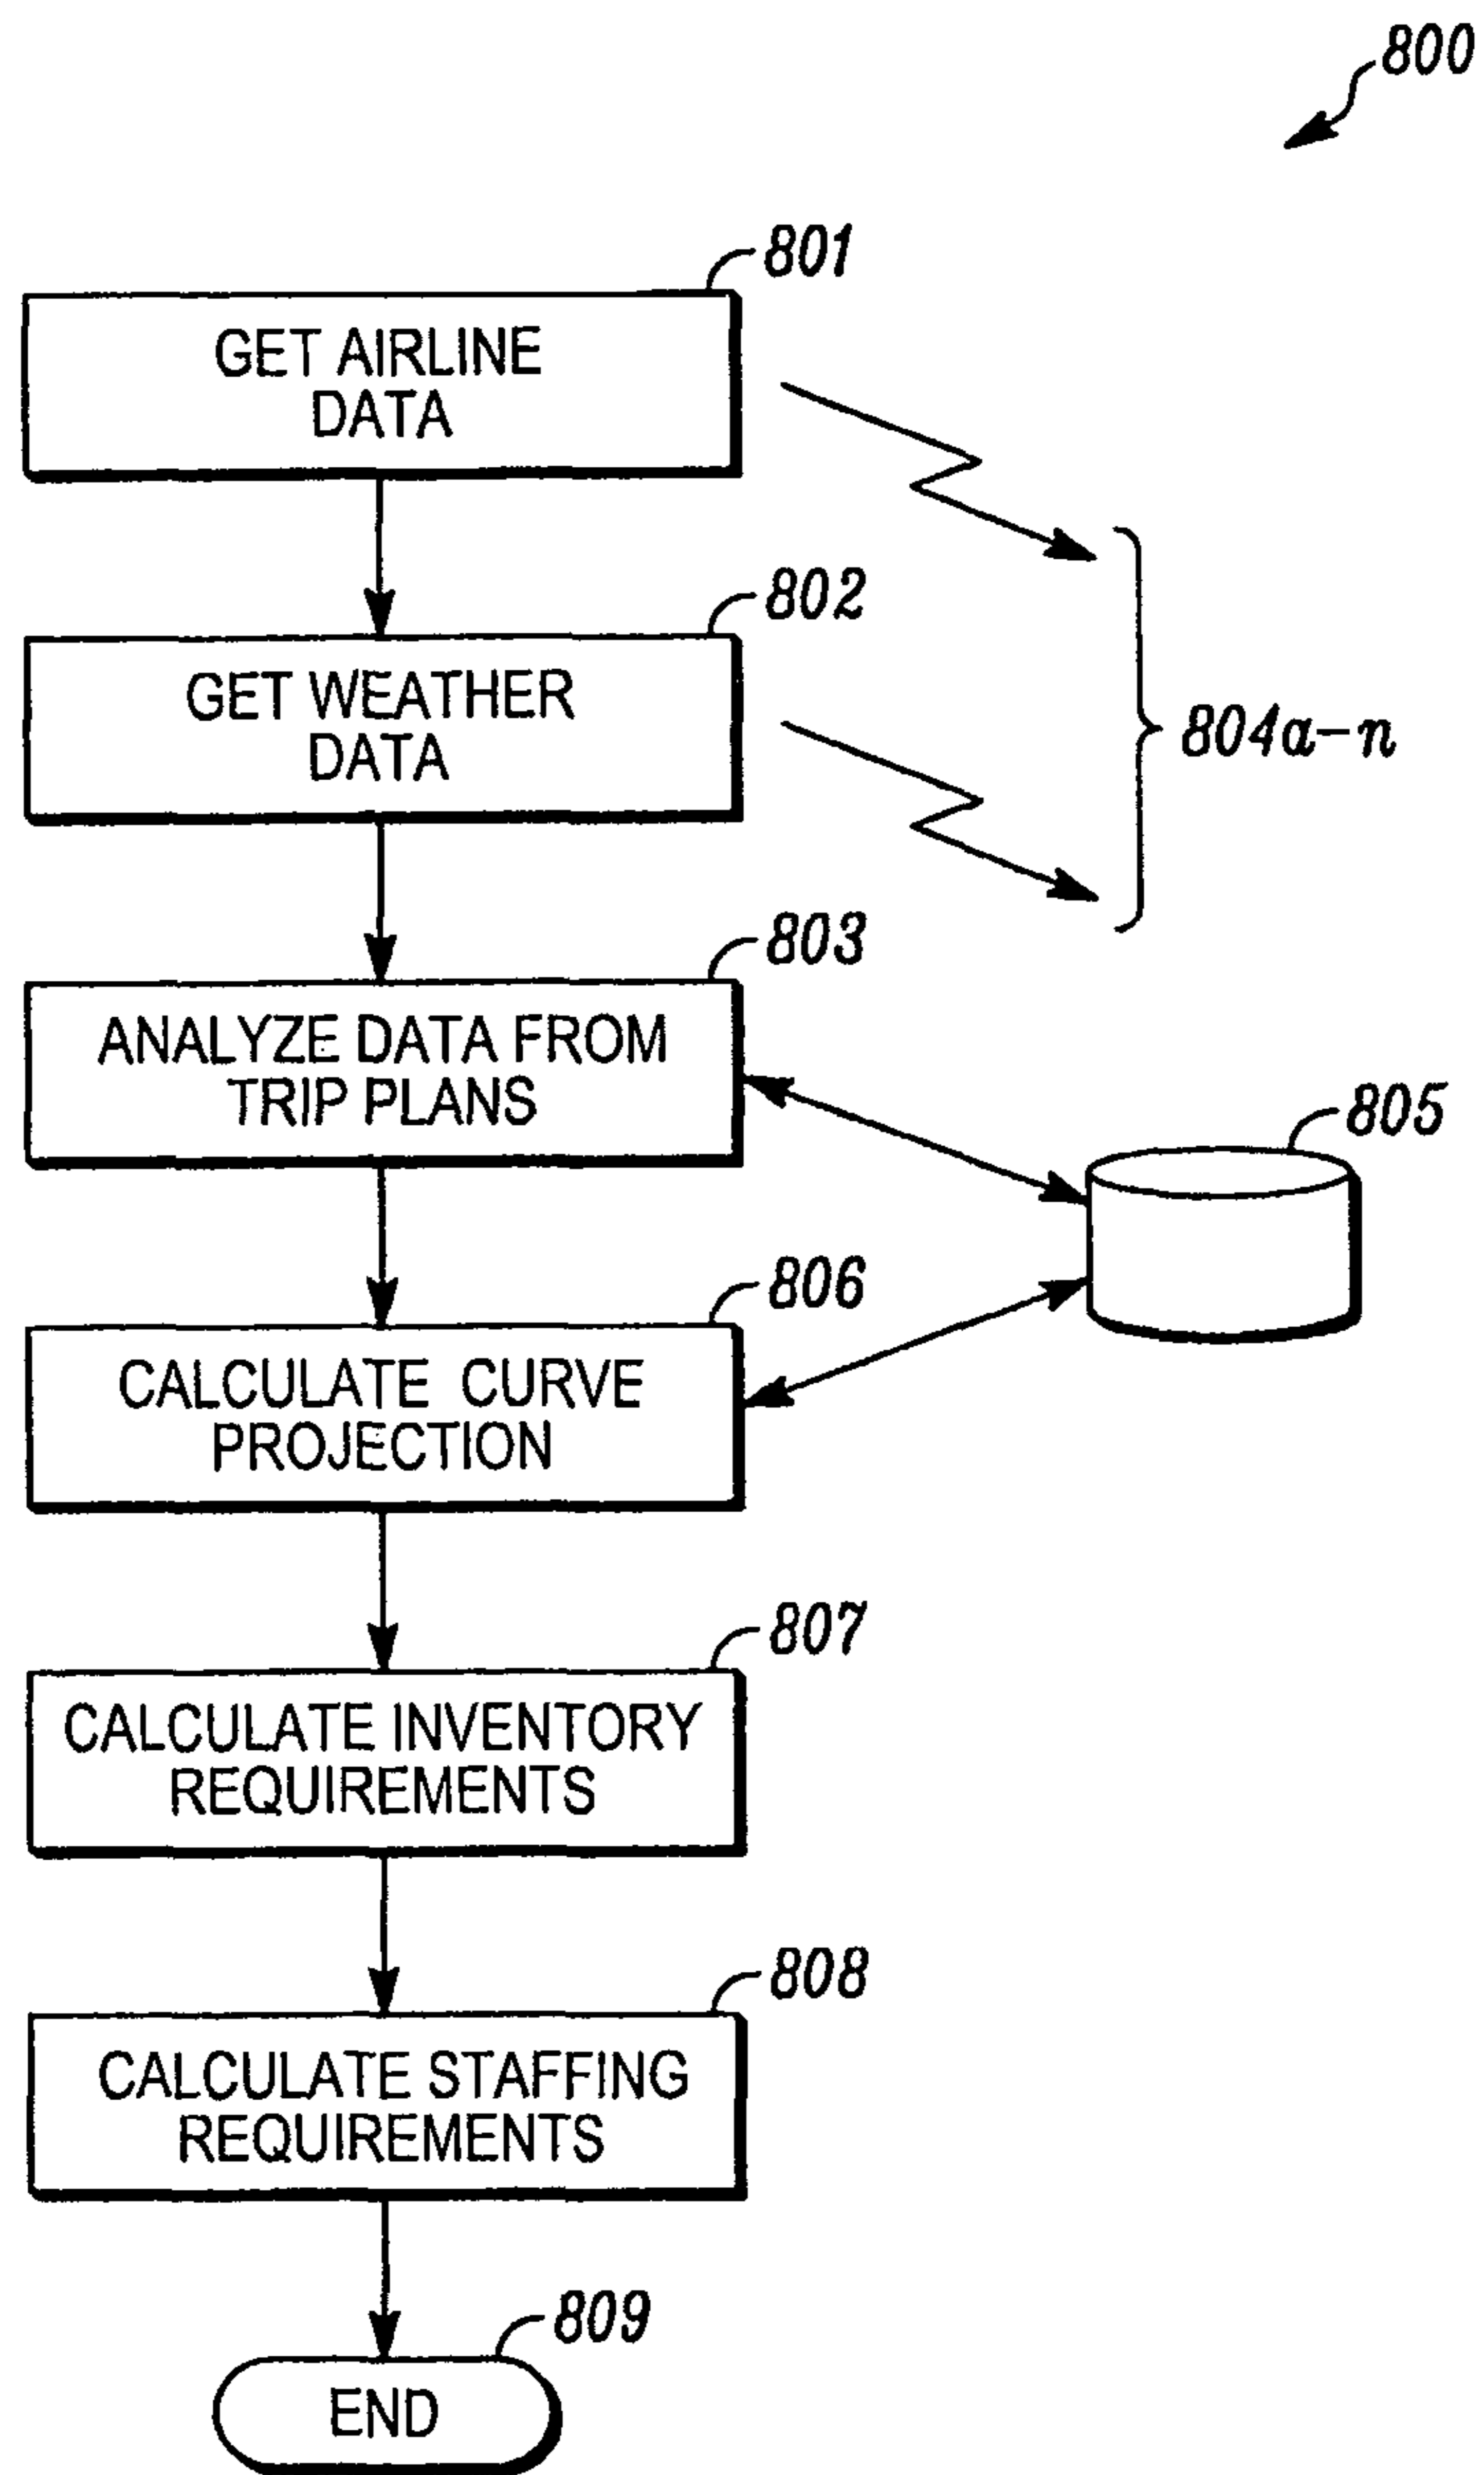 800
801
GET AIRLINE
DATA
802
GET WEATHER
DATA
804a-n
803
ANALYZE DATA FROM
TRIP PLANS
805
806
CALCULATE CURVE
PROJECTION
807
CALCULATE INVENTORY
REQUIREMENTS
808
CALCULATE STAFFING
REQUIREMENTS
809
END